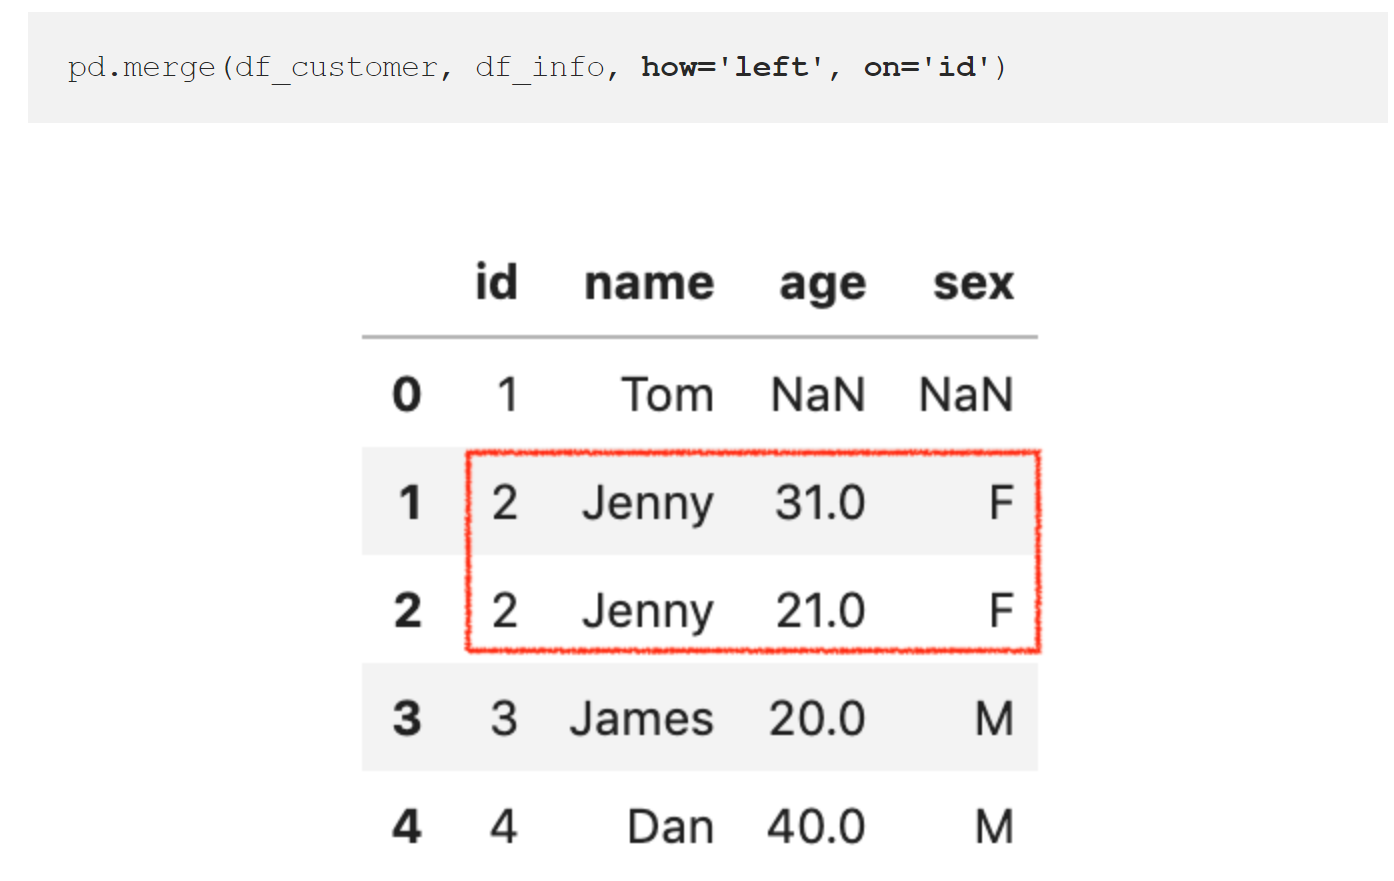 pd.merge(df_customer, df_info, how='left', on='id')
id name age sex
0 1 Tom NaN NaN
1 2 Jenny 31.0 F
2 2 Jenny 21.0 F
3 3 James 20.0 M
4 4 Dan 40.0 M